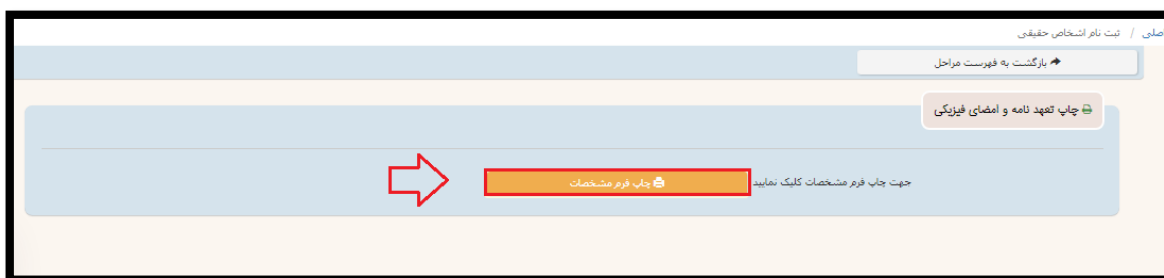 اصلی / ثبت نام اشخاص حقیقی
بازگشت به فهرست مراحل
چاپ تعهد نامه و امضای فیزیکی
جهت چاپ فرم مشخصات کلیک نمایید چاپ فرم مشخصات